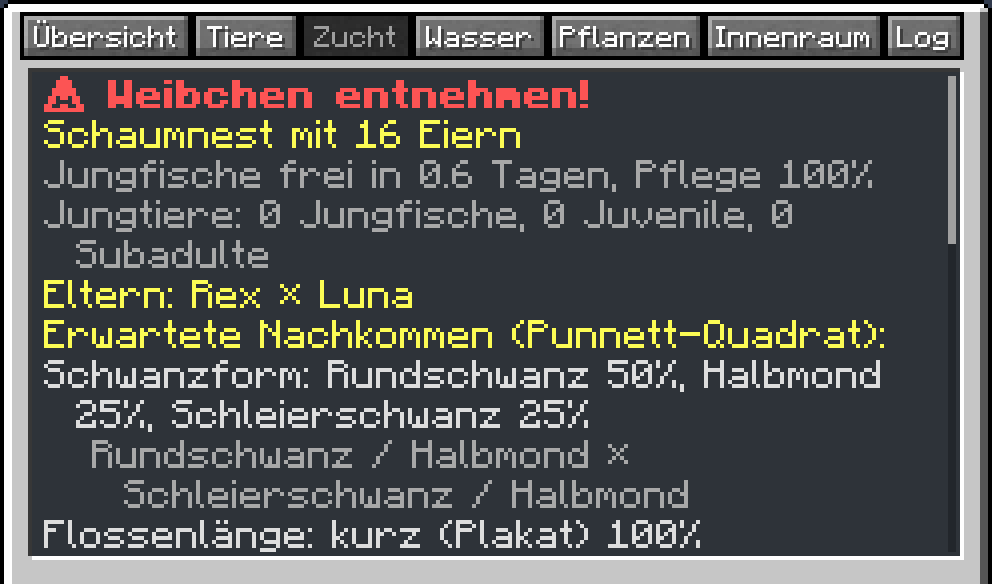 Übersicht Tiere Zucht Wasser Pflanzen Innenraum Log
⚠ Weibchen entnehmen!
Schaumnest mit 16 Eiern
Jungfische frei in 0.6 Tagen, Pflege 100%
Jungtiere: 0 Jungfische, 0 Juvenile, 0
Subadulte
Eltern: Rex × Luna
Erwartete Nachkommen (Punnett-Quadrat):
Schwanzform: Rundschwanz 50%, Halbmond
25%, Schleierschwanz 25%
Rundschwanz / Halbmond ×
Schleierschwanz / Halbmond
Flossenlänge: kurz (Plakat) 100%